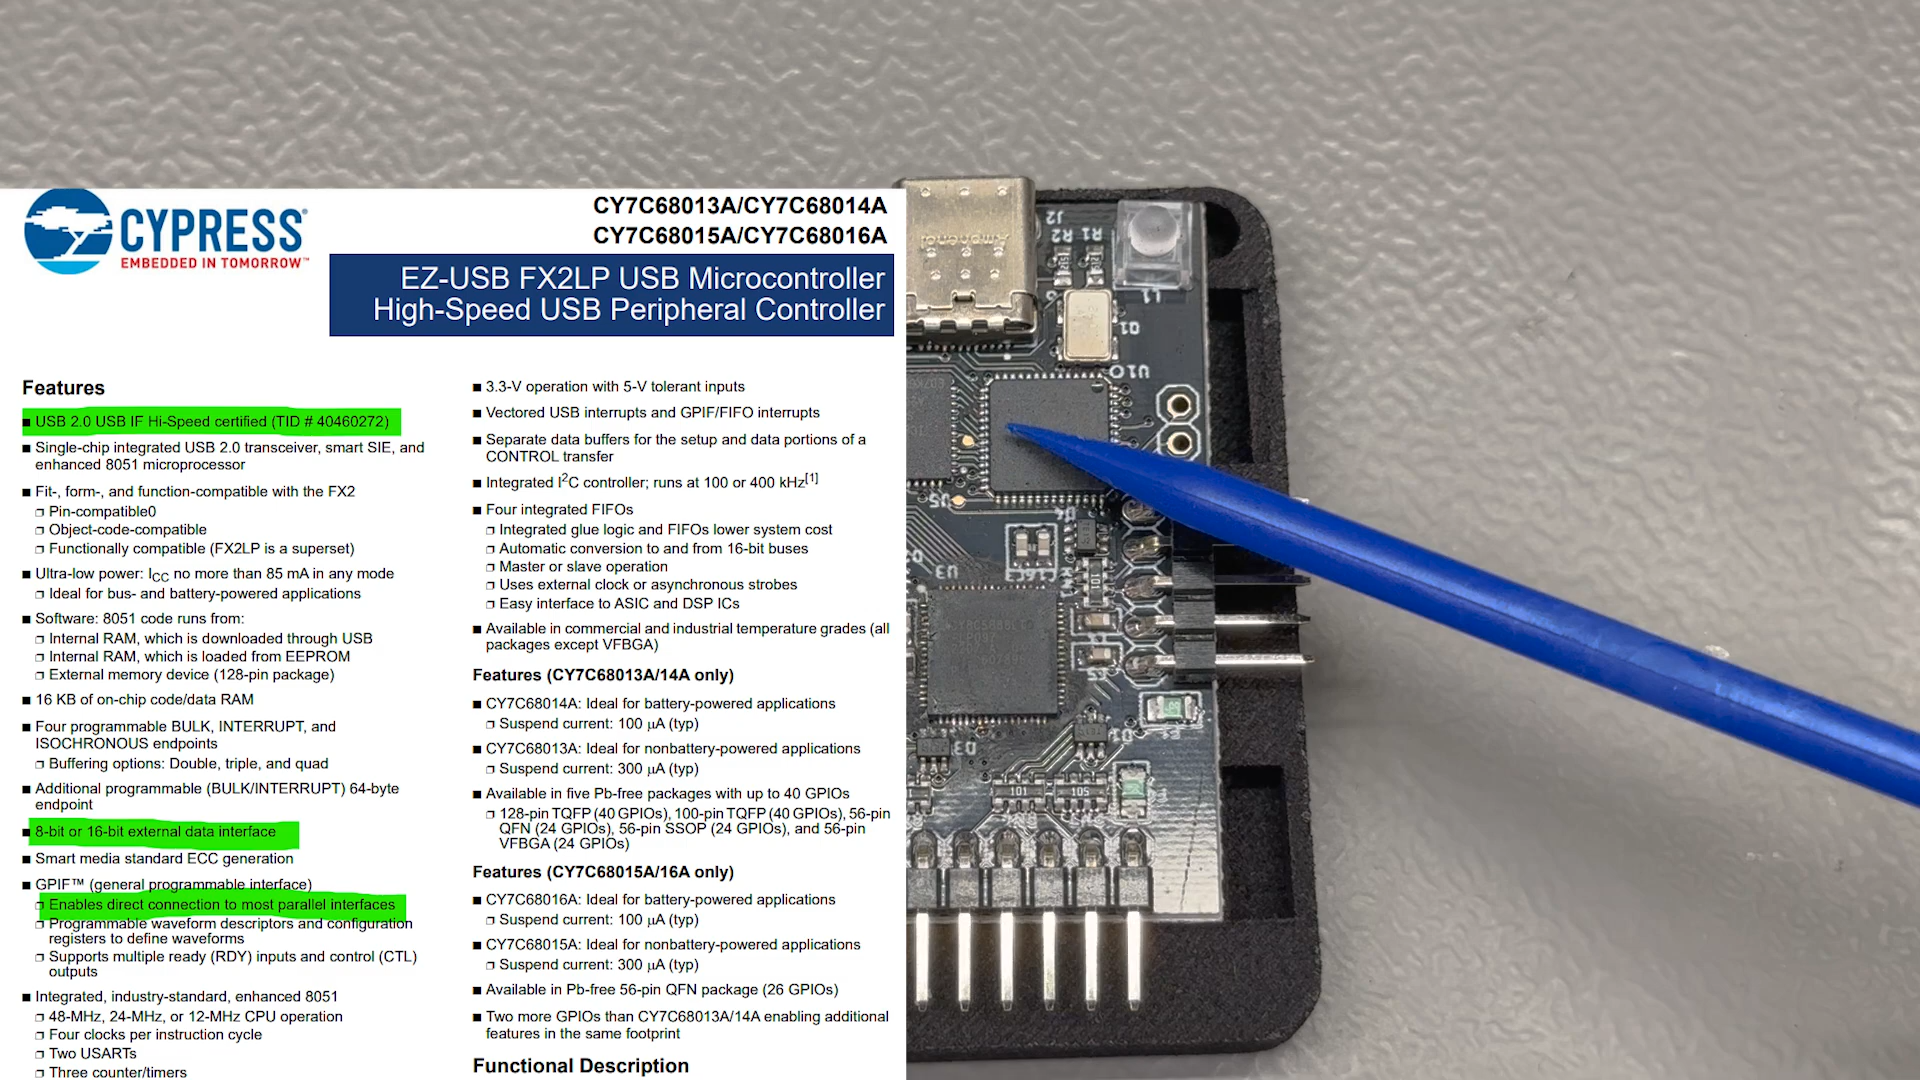 CYPRESS®
EMBEDDED IN TOMORROW™
CY7C68013A/CY7C68014A
CY7C68015A/CY7C68016A
EZ-USB FX2LP USB Microcontroller
High-Speed USB Peripheral Controller
Features
■ USB 2.0 USB IF Hi-Speed certified (TID # 40460272)
■ Single-chip integrated USB 2.0 transceiver, smart SIE, and
enhanced 8051 microprocessor
■ Fit-, form-, and function-compatible with the FX2
❐ Pin-compatible0
❐ Object-code-compatible
❐ Functionally compatible (FX2LP is a superset)
■ Ultra-low power: ICC no more than 85 mA in any mode
❐ Ideal for bus- and battery-powered applications
■ Software: 8051 code runs from:
❐ Internal RAM, which is downloaded through USB
❐ Internal RAM, which is loaded from EEPROM
❐ External memory device (128-pin package)
■ 16 KB of on-chip code/data RAM
■ Four programmable BULK, INTERRUPT, and
ISOCHRONOUS endpoints
❐ Buffering options: Double, triple, and quad
■ Additional programmable (BULK/INTERRUPT) 64-byte
endpoint
■ 8-bit or 16-bit external data interface
■ Smart media standard ECC generation
■ GPIF™ (general programmable interface)
❐ Enables direct connection to most parallel interfaces
❐ Programmable waveform descriptors and configuration
registers to define waveforms
❐ Supports multiple ready (RDY) inputs and control (CTL)
outputs
■ Integrated, industry-standard, enhanced 8051
❐ 48-MHz, 24-MHz, or 12-MHz CPU operation
❐ Four clocks per instruction cycle
❐ Two USARTs
❐ Three counter/timers
■ 3.3-V operation with 5-V tolerant inputs
■ Vectored USB interrupts and GPIF/FIFO interrupts
■ Separate data buffers for the setup and data portions of a
CONTROL transfer
■ Integrated I2C controller; runs at 100 or 400 kHz[1]
■ Four integrated FIFOs
❐ Integrated glue logic and FIFOs lower system cost
❐ Automatic conversion to and from 16-bit buses
❐ Master or slave operation
❐ Uses external clock or asynchronous strobes
❐ Easy interface to ASIC and DSP ICs
■ Available in commercial and industrial temperature grades (all
packages except VFBGA)
Features (CY7C68013A/14A only)
■ CY7C68014A: Ideal for battery-powered applications
❐ Suspend current: 100 μA (typ)
■ CY7C68013A: Ideal for nonbattery-powered applications
❐ Suspend current: 300 μA (typ)
■ Available in five Pb-free packages with up to 40 GPIOs
❐ 128-pin TQFP (40 GPIOs), 100-pin TQFP (40 GPIOs), 56-pin
QFN (24 GPIOs), 56-pin SSOP (24 GPIOs), and 56-pin
VFBGA (24 GPIOs)
Features (CY7C68015A/16A only)
■ CY7C68016A: Ideal for battery-powered applications
❐ Suspend current: 100 μA (typ)
■ CY7C68015A: Ideal for nonbattery-powered applications
❐ Suspend current: 300 μA (typ)
■ Available in Pb-free 56-pin QFN package (26 GPIOs)
■ Two more GPIOs than CY7C68013A/14A enabling additional
features in the same footprint
Functional Description
J2
R2 R1
L1
Q1
U10
U5
D4
U3
C16
D3
D1
101
105